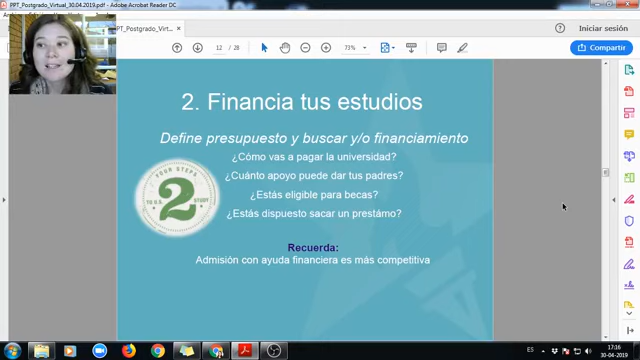 PPT_Postgrado_Virtual_30.04.2019.pdf - Adobe Acrobat Reader DC
PPT_Postgrado_Virt...
Iniciar sesión
12 / 28
73%
Compartir
2. Financia tus estudios
Define presupuesto y buscar y/o financiamiento
¿Cómo vas a pagar la universidad?
¿Cuánto apoyo puede dar tus padres?
¿Estás eligible para becas?
¿Estás dispuesto sacar un prestámo?
FOUR STEPS
2
TO U.S. STUDY
Recuerda:
Admisión con ayuda financiera es más competitiva
ES
17:16
30-04-2019